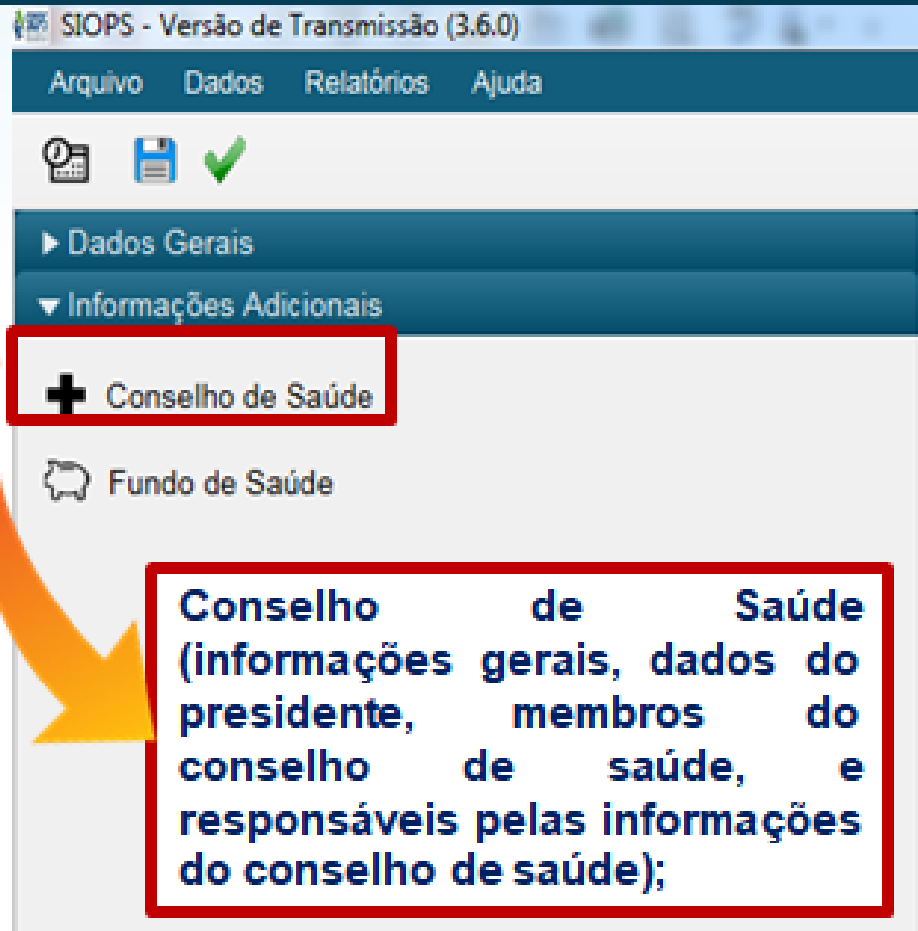 SIOPS - Versão de Transmissão (3.6.0)
Arquivo Dados Relatórios Ajuda
Dados Gerais
Informações Adicionais
Conselho de Saúde
Fundo de Saúde
Conselho de Saúde
(informações gerais, dados do
presidente, membros do
conselho de saúde, e
responsáveis pelas informações
do conselho de saúde);